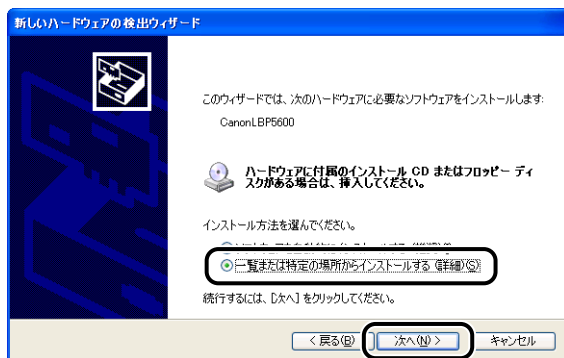 新しいハードウェアの検出ウィザード
このウィザードでは、次のハードウェアに必要なソフトウェアをインストールします:
CanonLBP5600
ハードウェアに付属のインストール CD またはフロッピー ディ
スクがある場合は、挿入してください。
インストール方法を選んでください。
一覧または特定の場所からインストールする (詳細)(S)
続行するには、[次へ] をクリックしてください。
< 戻る(B)
次へ(N) >
キャンセル